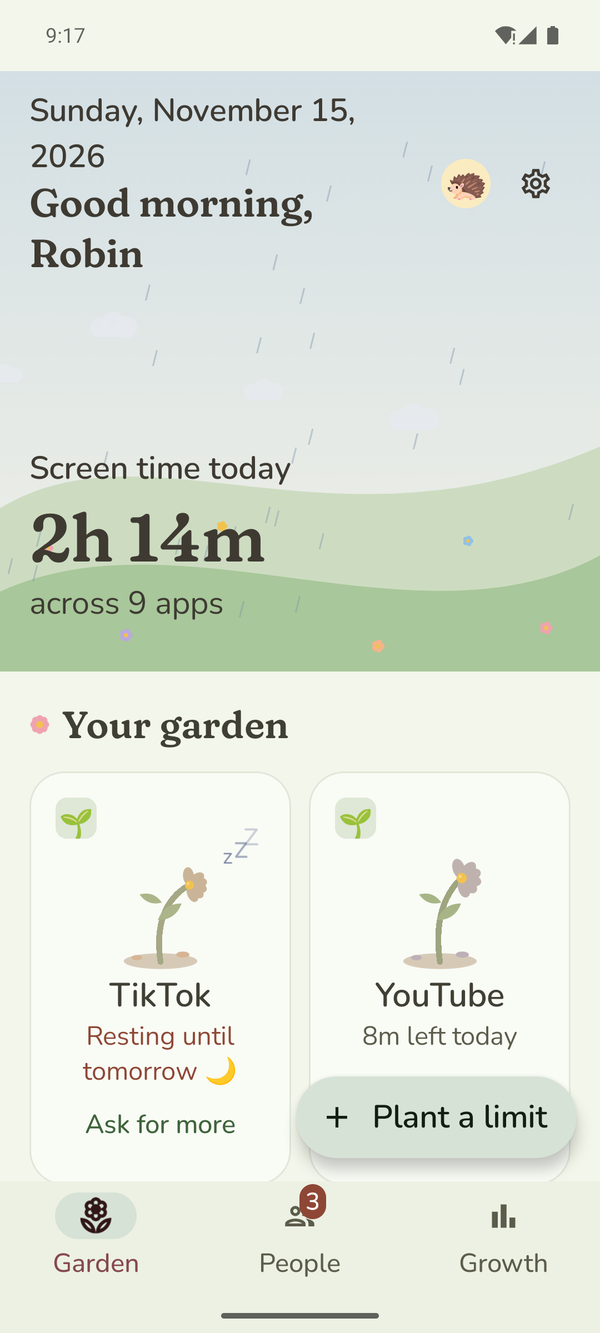 9:17
Sunday, November 15,
2026
Good morning,
Robin
Screen time today
2h 14m
across 9 apps
Your garden
z z Z
TikTok
Resting until
tomorrow 🌙
Ask for more
YouTube
8m left today
+ Plant a limit
3
Garden
People
Growth